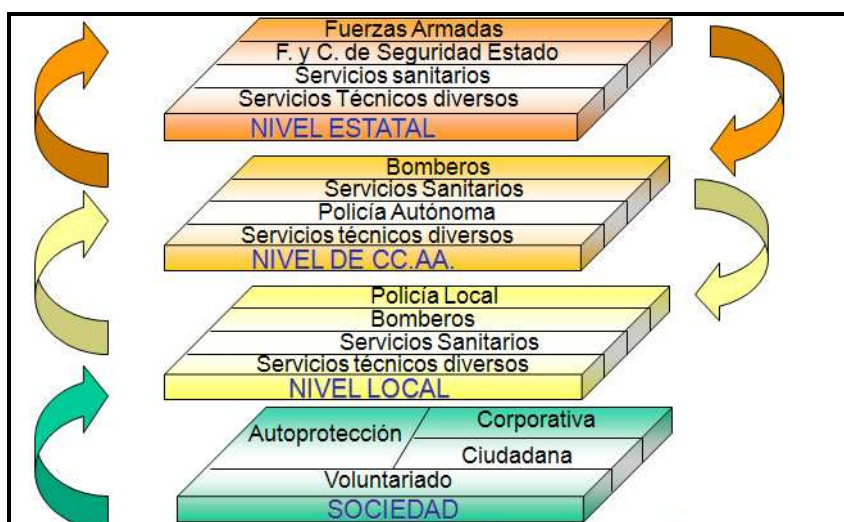 Fuerzas Armadas
F. y C. de Seguridad Estado
Servicios sanitarios
Servicios Técnicos diversos
NIVEL ESTATAL
Bomberos
Servicios Sanitarios
Policía Autónoma
Servicios técnicos diversos
NIVEL DE CC.AA.
Policía Local
Bomberos
Servicios Sanitarios
Servicios técnicos diversos
NIVEL LOCAL
Autoprotección
Corporativa
Ciudadana
Voluntariado
SOCIEDAD